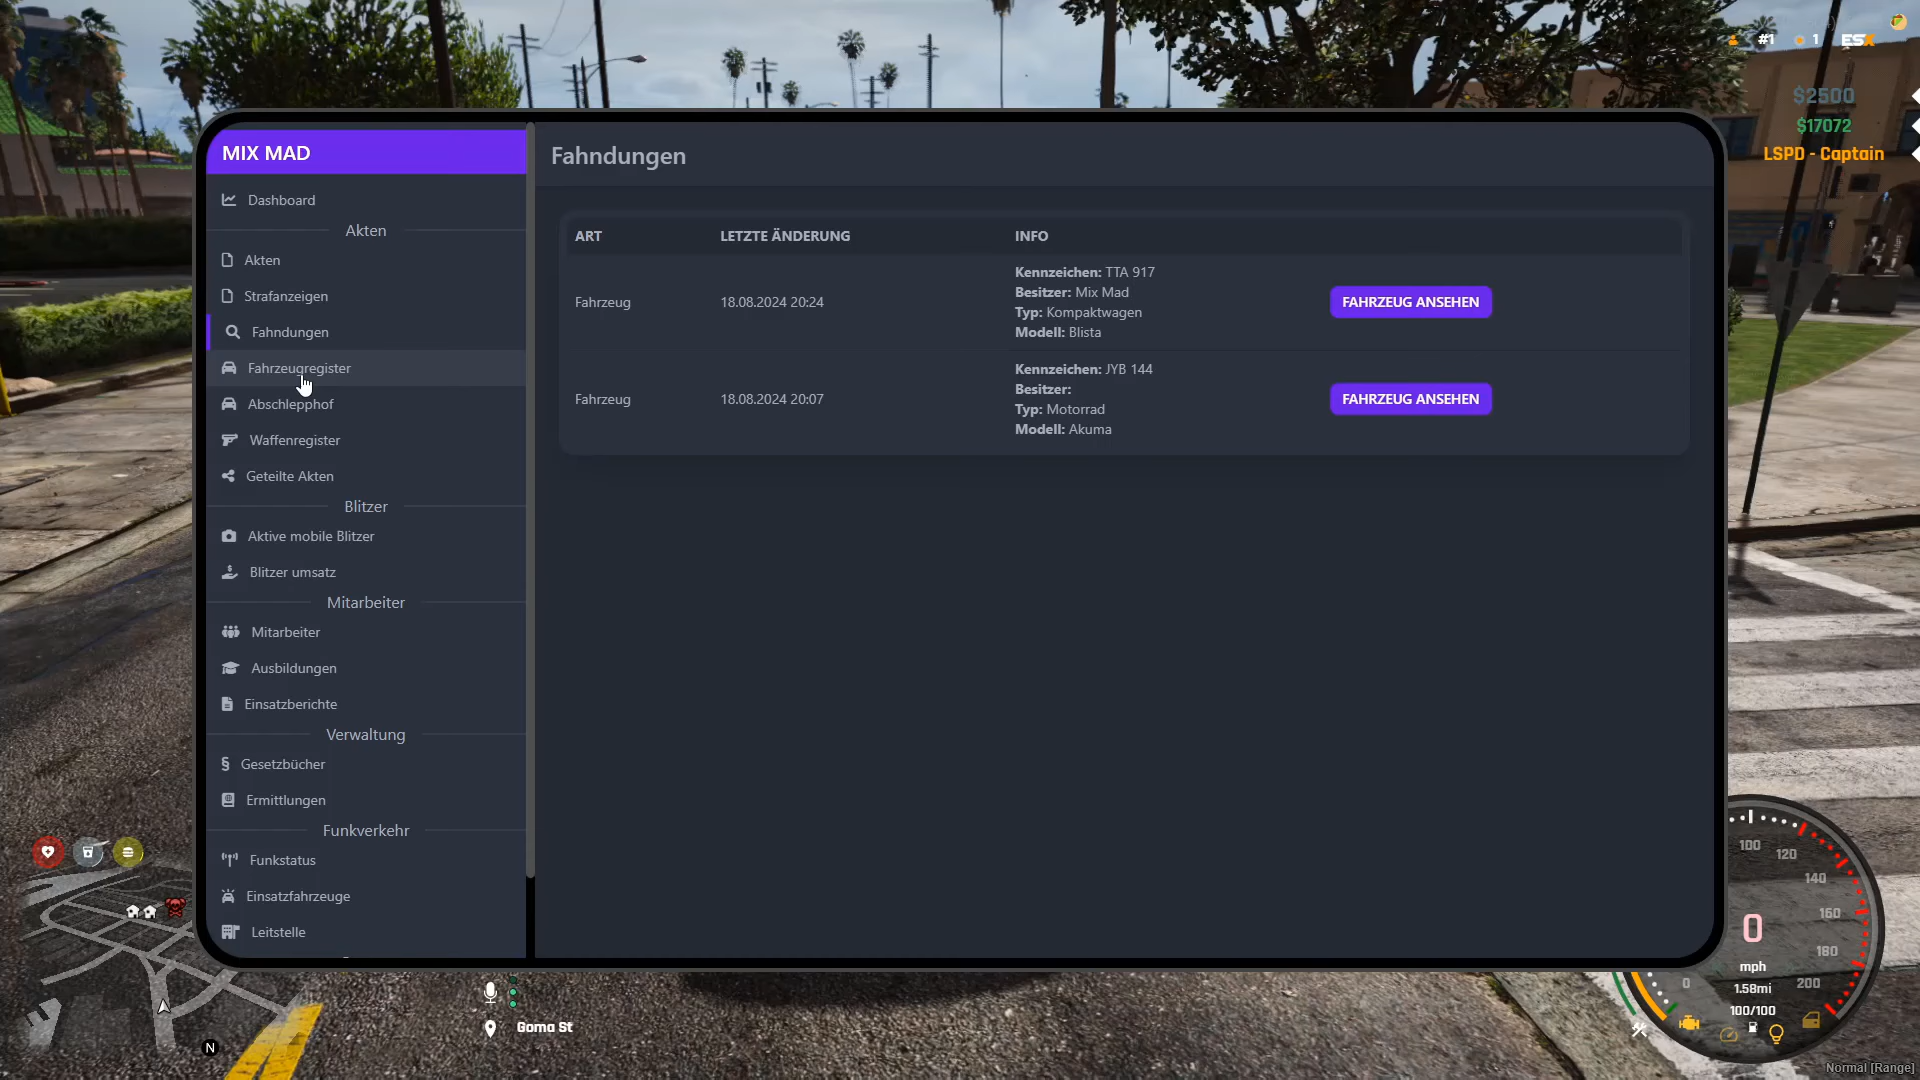 #1 1 ESX
$2500
$17072
LSPD - Captain
MIX MAD
Dashboard
Akten
Akten
Strafanzeigen
Fahndungen
Fahrzeugregister
Abschlepphof
Waffenregister
Geteilte Akten
Blitzer
Aktive mobile Blitzer
Blitzer umsatz
Mitarbeiter
Mitarbeiter
Ausbildungen
Einsatzberichte
Verwaltung
§ Gesetzbücher
Ermittlungen
Funkverkehr
Funkstatus
Einsatzfahrzeuge
Leitstelle
Fahndungen
ART LETZTE ÄNDERUNG INFO
Fahrzeug 18.08.2024 20:24
Kennzeichen: TTA 917
Besitzer: Mix Mad
Typ: Kompaktwagen
Modell: Blista
FAHRZEUG ANSEHEN
Fahrzeug 18.08.2024 20:07
Kennzeichen: JYB 144
Besitzer:
Typ: Motorrad
Modell: Akuma
FAHRZEUG ANSEHEN
N
Goma St
100
120
140
160
180
200
0
0
mph
1.58mi
100/100
Normal [Range]